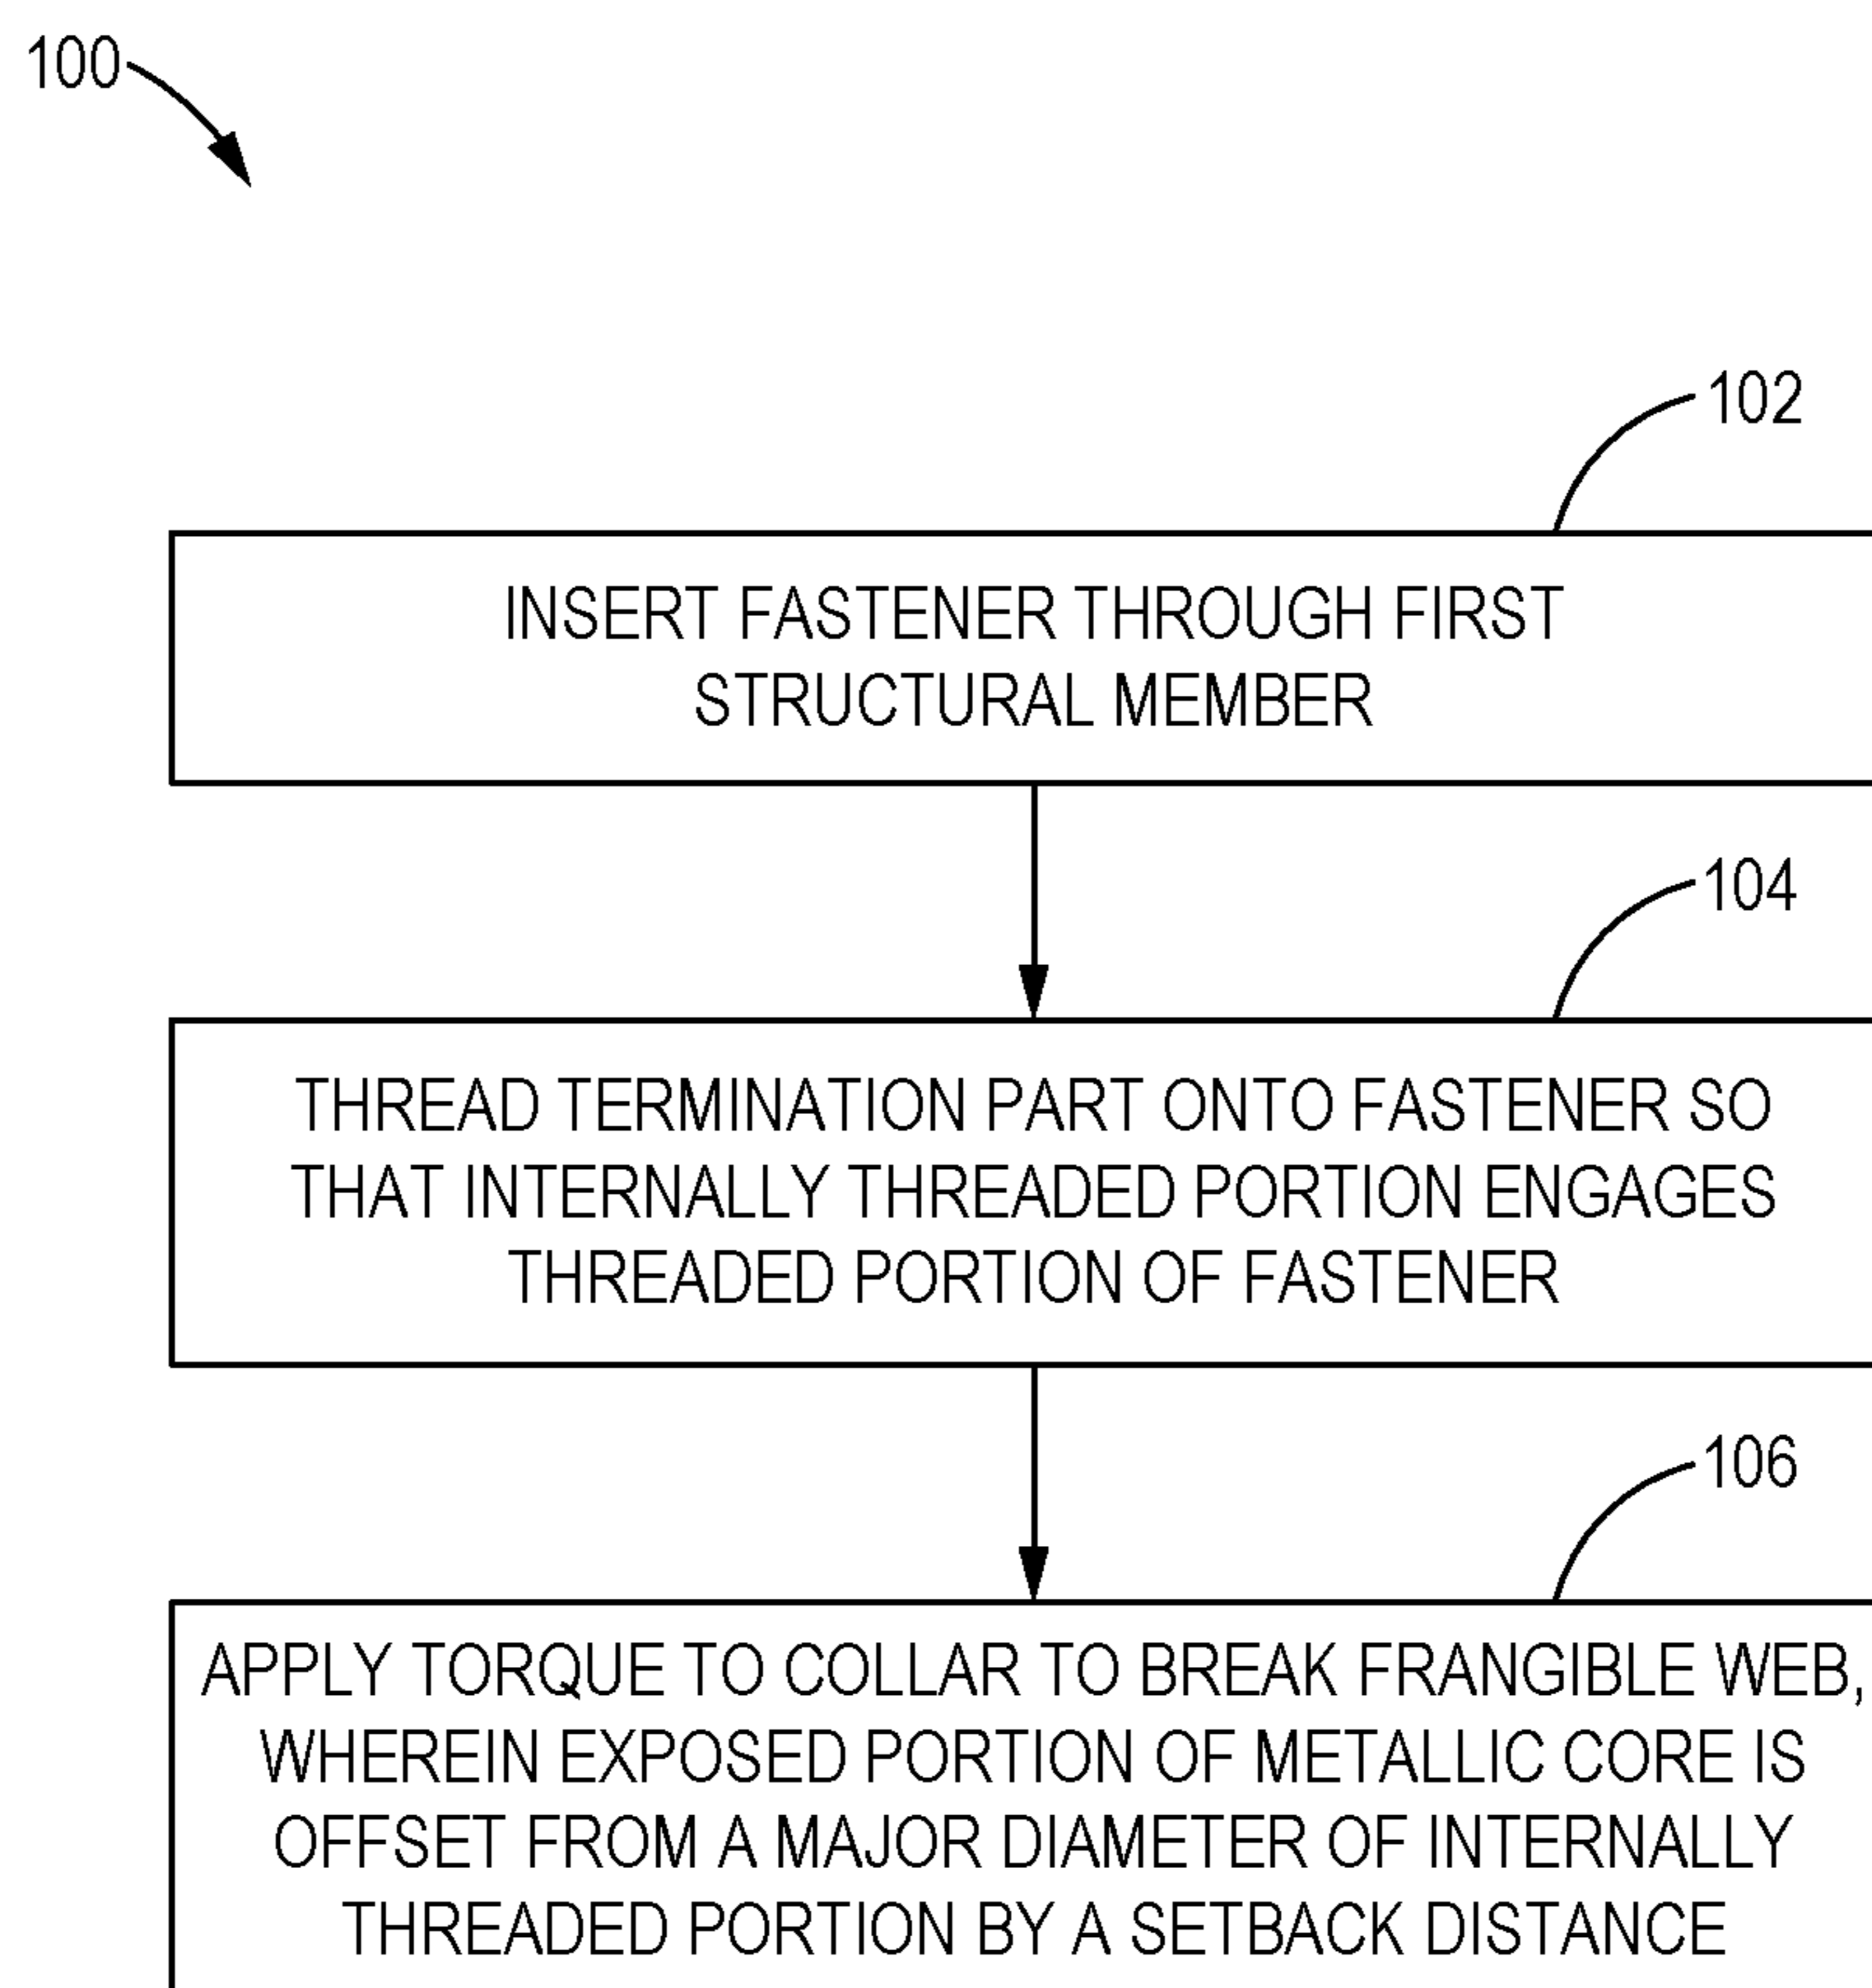 100
102
INSERT FASTENER THROUGH FIRST
STRUCTURAL MEMBER
104
THREAD TERMINATION PART ONTO FASTENER SO
THAT INTERNALLY THREADED PORTION ENGAGES
THREADED PORTION OF FASTENER
106
APPLY TORQUE TO COLLAR TO BREAK FRANGIBLE WEB,
WHEREIN EXPOSED PORTION OF METALLIC CORE IS
OFFSET FROM A MAJOR DIAMETER OF INTERNALLY
THREADED PORTION BY A SETBACK DISTANCE